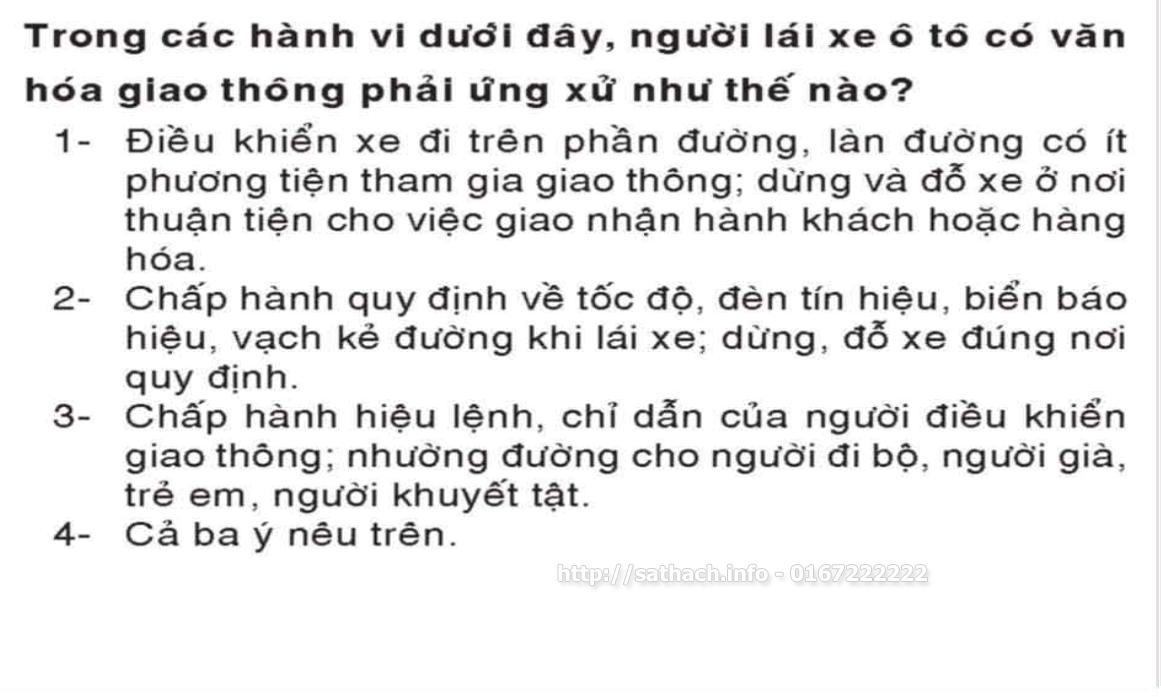 Trong các hành vi dưới đây, người lái xe ô tô có văn
hóa giao thông phải ứng xử như thế nào?
1- Điều khiển xe đi trên phần đường, làn đường có ít
phương tiện tham gia giao thông; dừng và đỗ xe ở nơi
thuận tiện cho việc giao nhận hành khách hoặc hàng
hóa.
2- Chấp hành quy định về tốc độ, đèn tín hiệu, biển báo
hiệu, vạch kẻ đường khi lái xe; dừng, đỗ xe đúng nơi
quy định.
3- Chấp hành hiệu lệnh, chỉ dẫn của người điều khiển
giao thông; nhường đường cho người đi bộ, người già,
trẻ em, người khuyết tật.
4- Cả ba ý nêu trên.
http://sathach.info - 0167222222